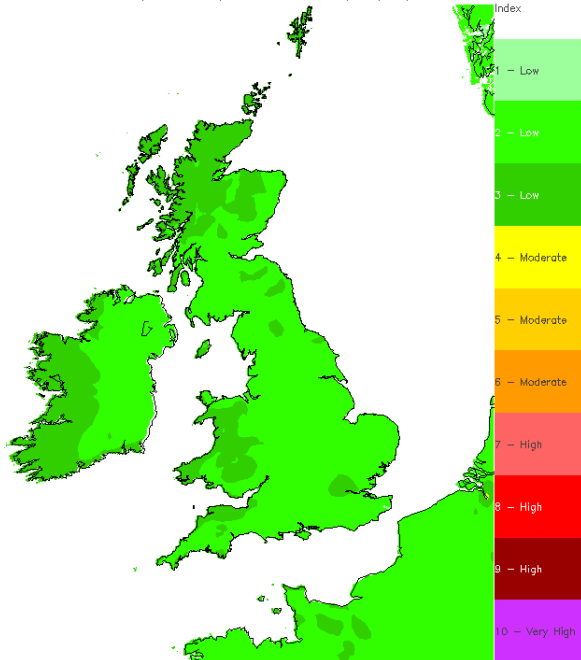 Index
1 - Low
2 - Low
3 - Low
4 - Moderate
5 - Moderate
6 - Moderate
7 - High
8 - High
9 - High
10 - Very High